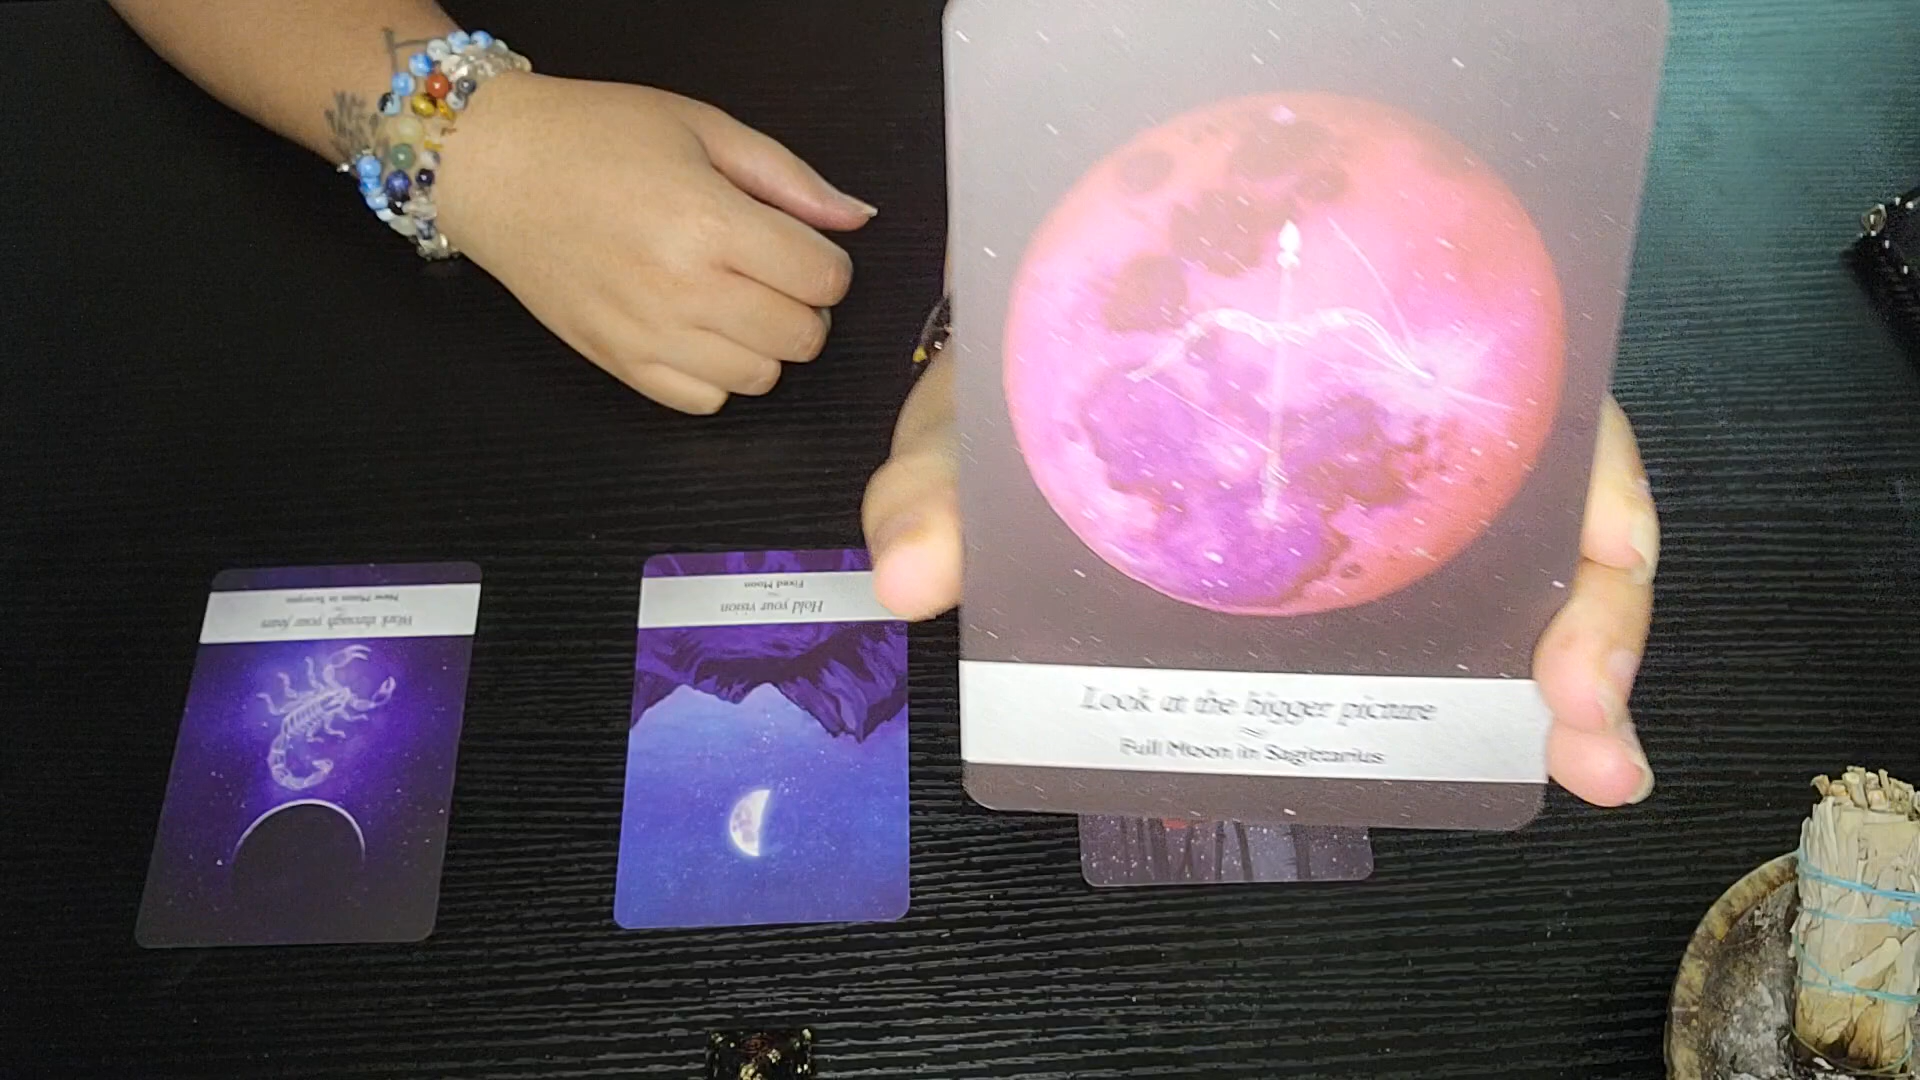 Look at the bigger picture
Full Moon in Sagittarius
Hold your vision
Fixed Moon
Work through your fears
New Moon in Scorpio